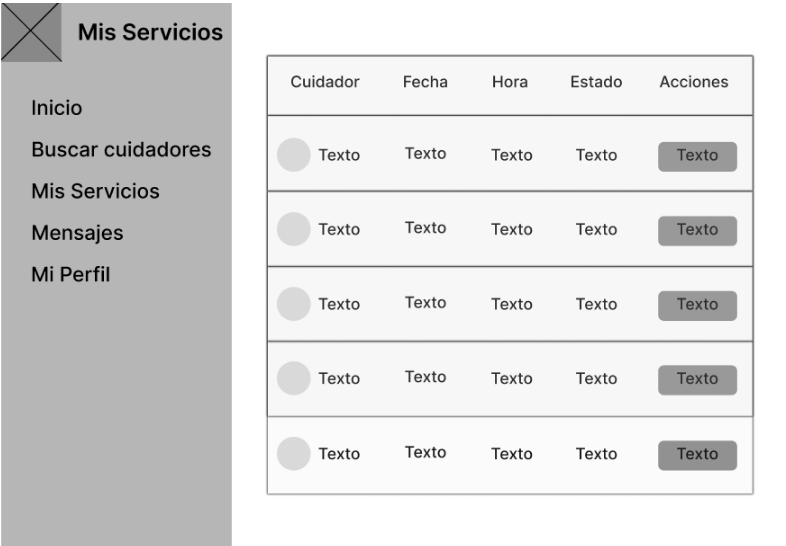 Mis Servicios
Inicio
Buscar cuidadores
Mis Servicios
Mensajes
Mi Perfil
Cuidador Fecha Hora Estado Acciones
Texto Texto Texto Texto Texto
Texto Texto Texto Texto Texto
Texto Texto Texto Texto Texto
Texto Texto Texto Texto Texto
Texto Texto Texto Texto Texto